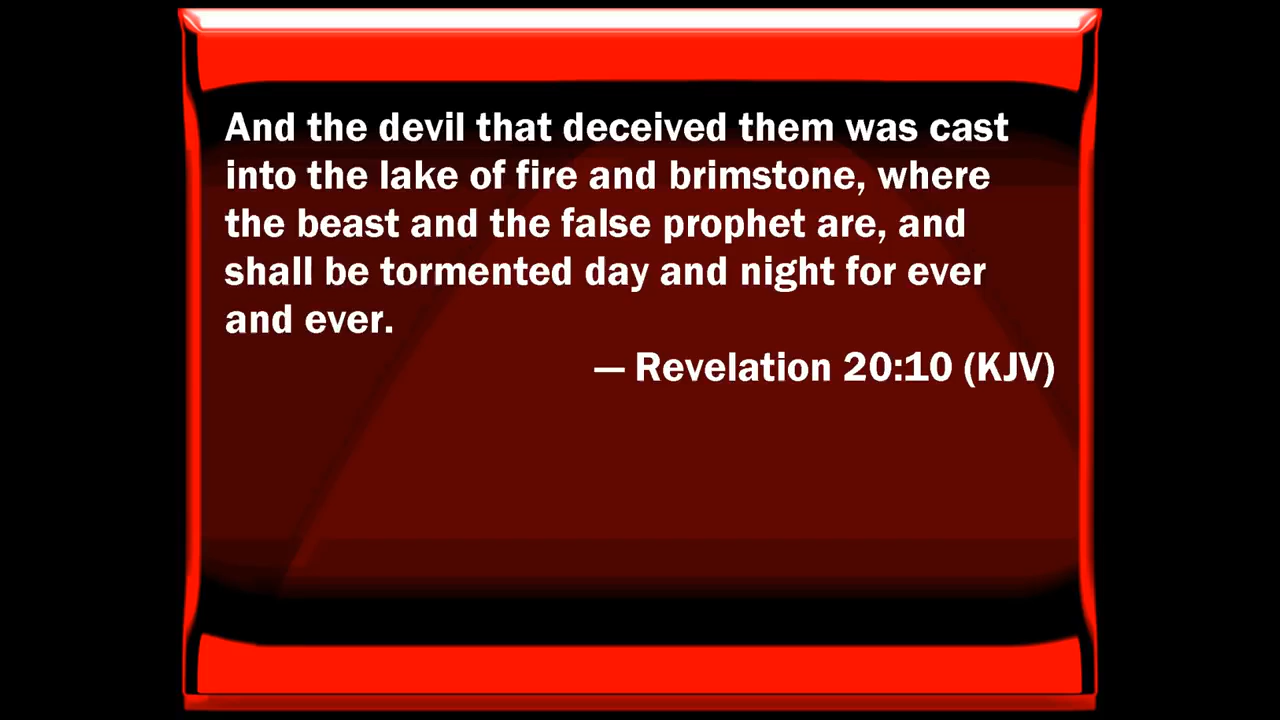 And the devil that deceived them was cast
into the lake of fire and brimstone, where
the beast and the false prophet are, and
shall be tormented day and night for ever
and ever.
— Revelation 20:10 (KJV)